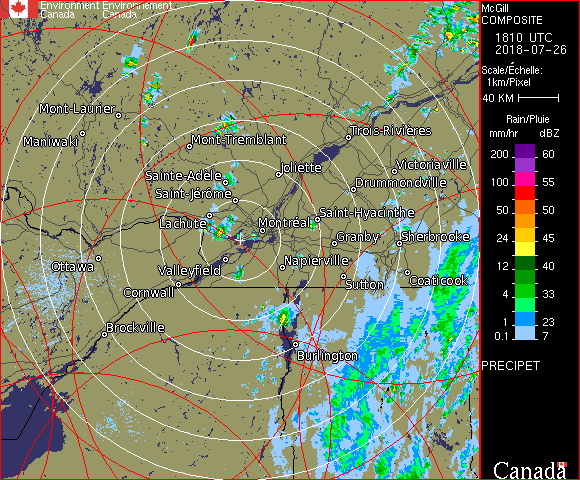 Environment Environnement
Canada Canada
McGill
COMPOSITE
1810 UTC
2018-07-26
Scale/Échelle:
1km/Pixel
40 KM
Rain/Pluie
mm/hr dBZ
200 60
100 55
50 50
24 45
12 40
4 33
1 23
0.1 7
PRECIPET
Canada
Mont-Laurier
Maniwaki
Mont-Tremblant
Trois-Rivières
Joliette
Victoriaville
Sainte-Adèle
Drummondville
Saint-Jérôme
Lachute
Montréal
Saint-Hyacinthe
Granby
Sherbrooke
Ottawa
Valleyfield
Napierville
Coaticook
Cornwall
Sutton
Brockville
Burlington